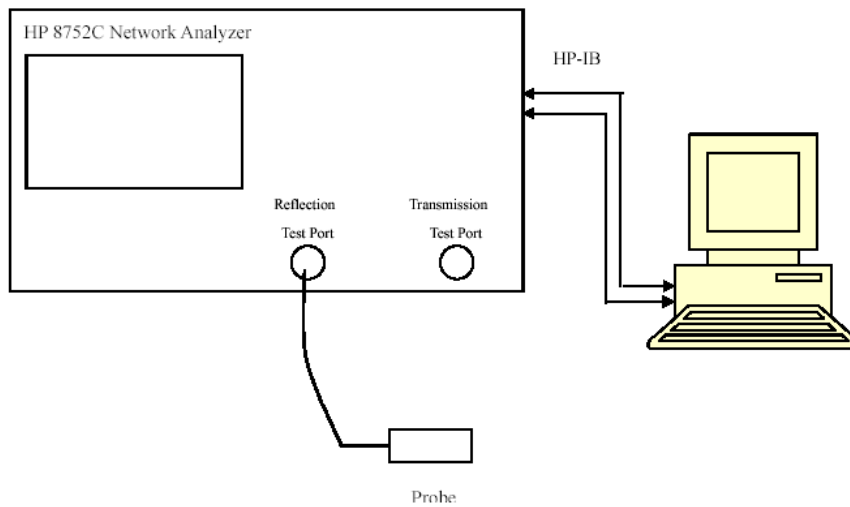 HP 8752C Network Analyzer
HP-IB
Reflection
Test Port
Transmission
Test Port
Probe